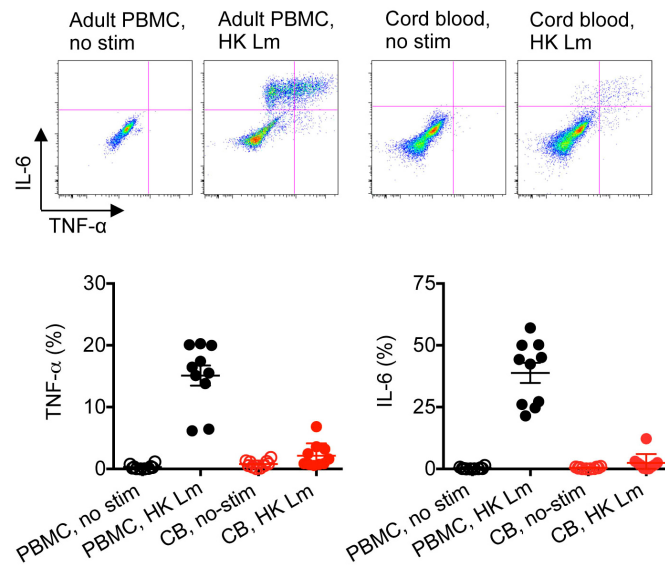 Adult PBMC, no stim
Adult PBMC, HK Lm
Cord blood, no stim
Cord blood, HK Lm
IL-6
TNF-α
TNF-α (%)
30
20
10
0
PBMC, no stim
PBMC, HK Lm
CB, no-stim
CB, HK Lm
IL-6 (%)
75
50
25
0
PBMC, no stim
PBMC, HK Lm
CB, no-stim
CB, HK Lm